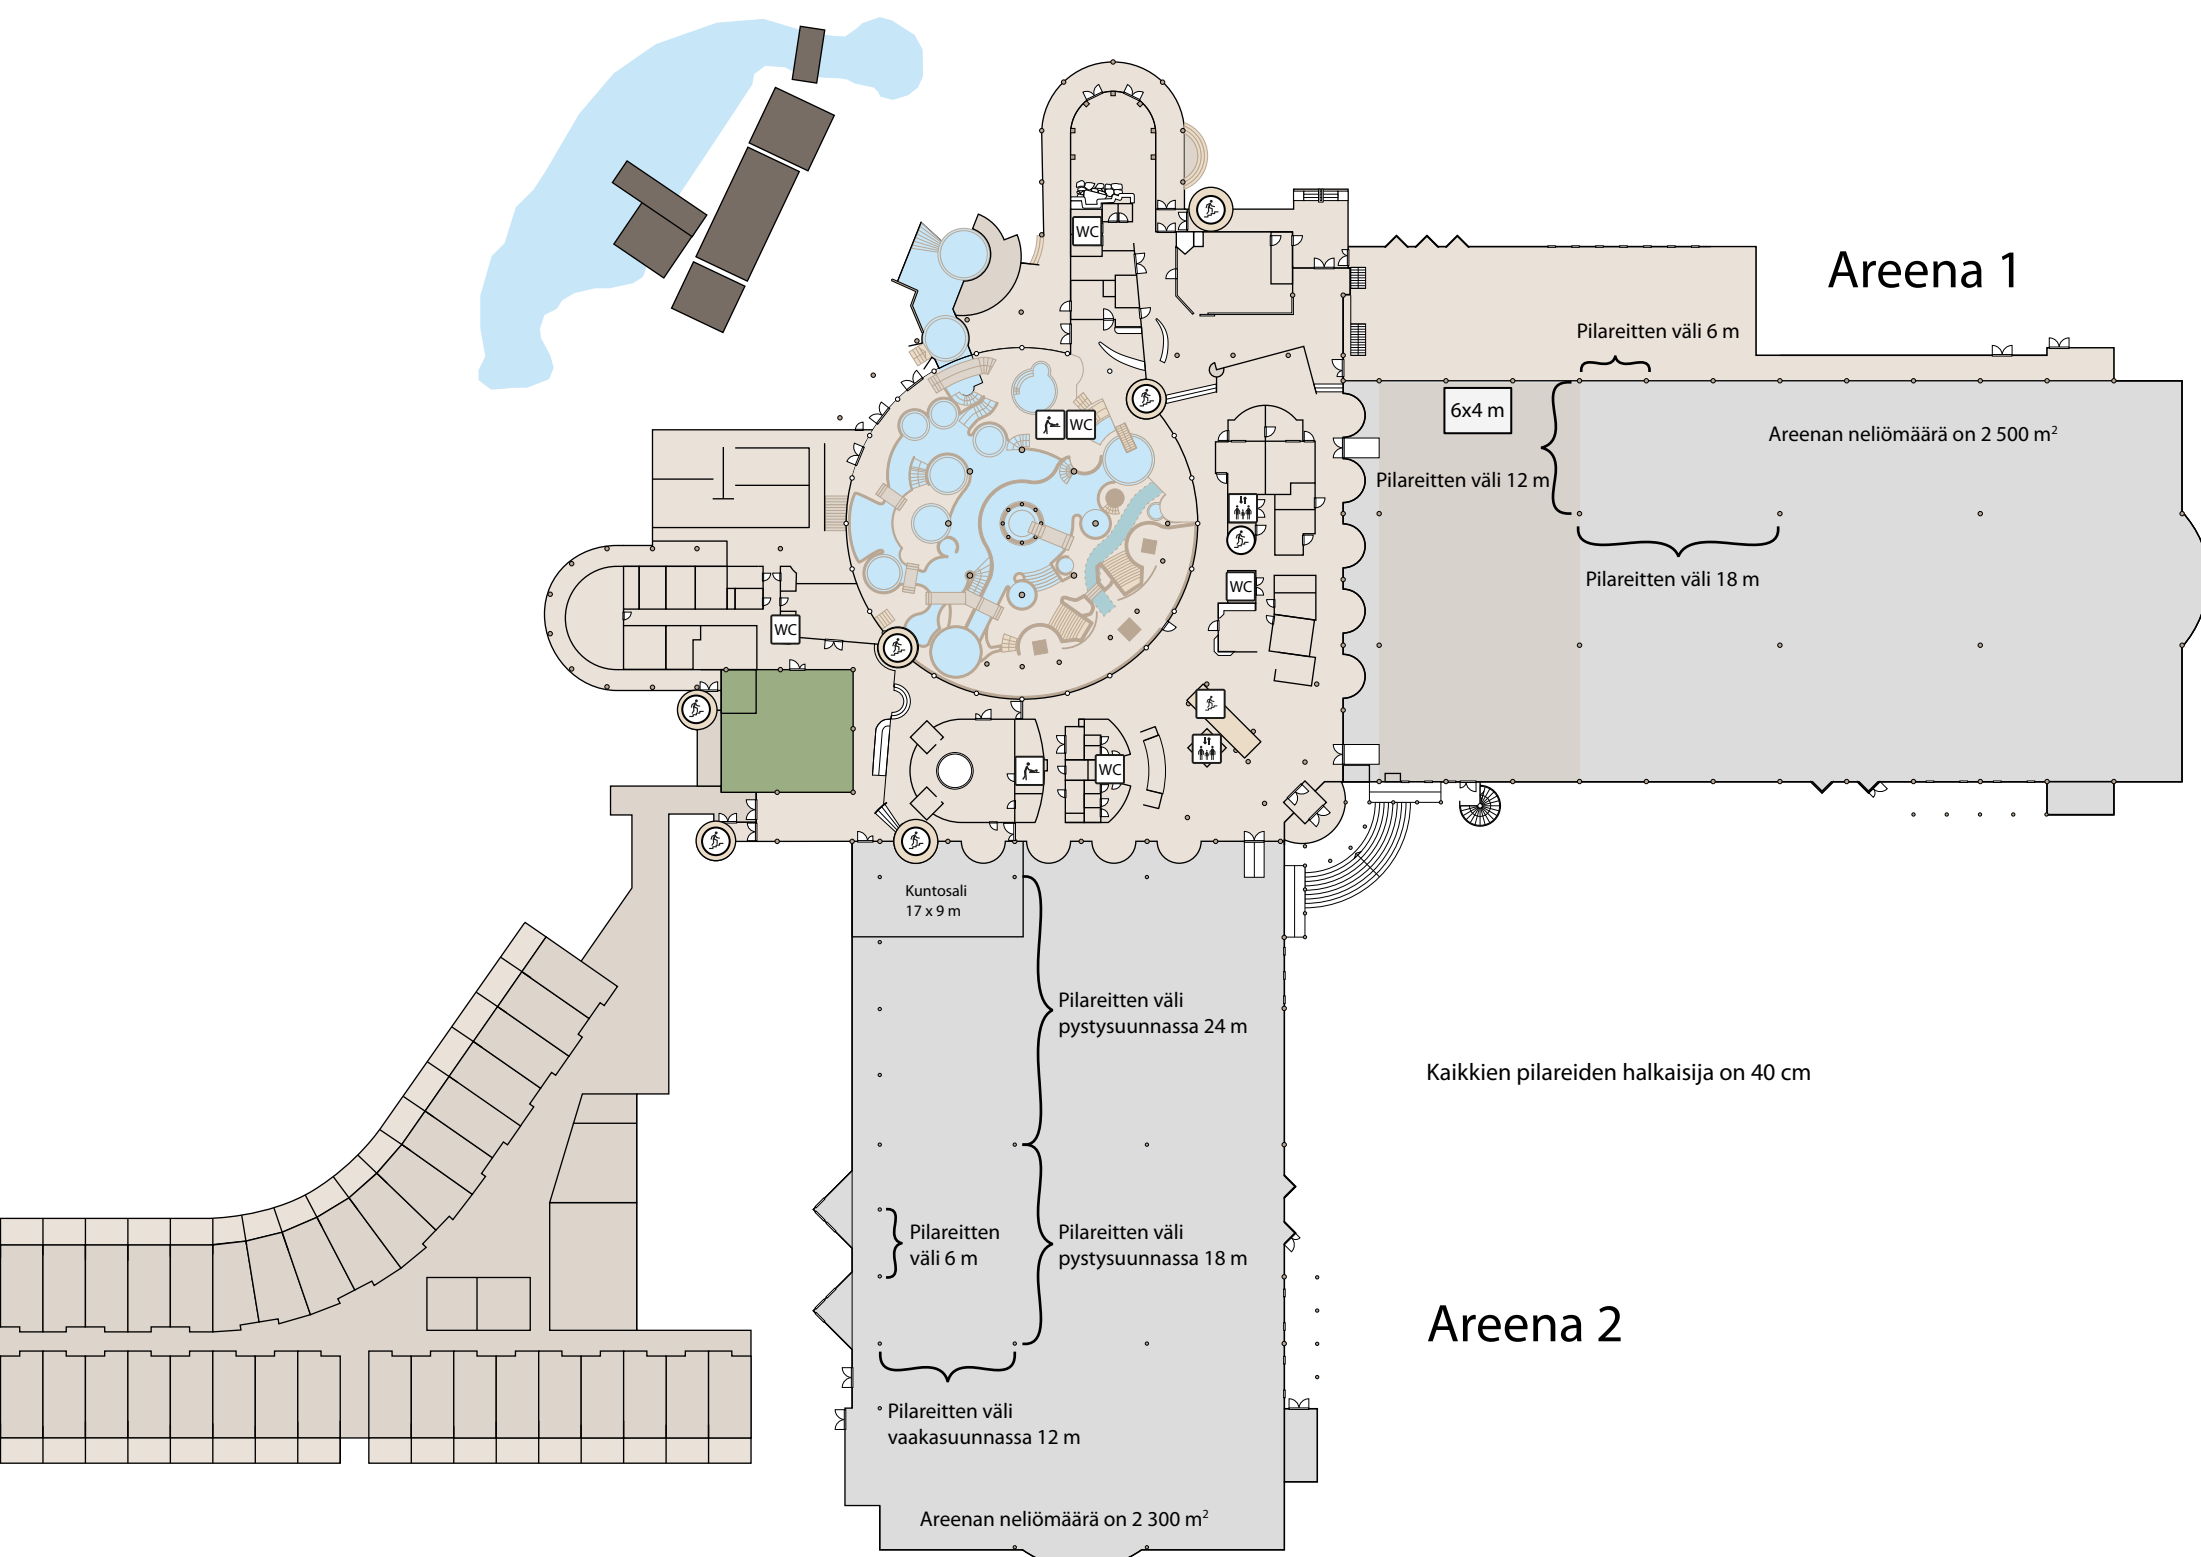 WC
Areena 1
Pilareitten väli 6 m
6x4 m
WC
Areenan neliömäärä on 2 500 m²
Pilareitten väli 12 m
Pilareitten väli 18 m
WC
WC
WC
Kuntosali
17 x 9 m
Pilareitten väli
pystysuunnassa 24 m
Kaikkien pilareiden halkaisija on 40 cm
Pilareitten
väli 6 m
Pilareitten väli
pystysuunnassa 18 m
Areena 2
Pilareitten väli
vaakasuunnassa 12 m
Areenan neliömäärä on 2 300 m²